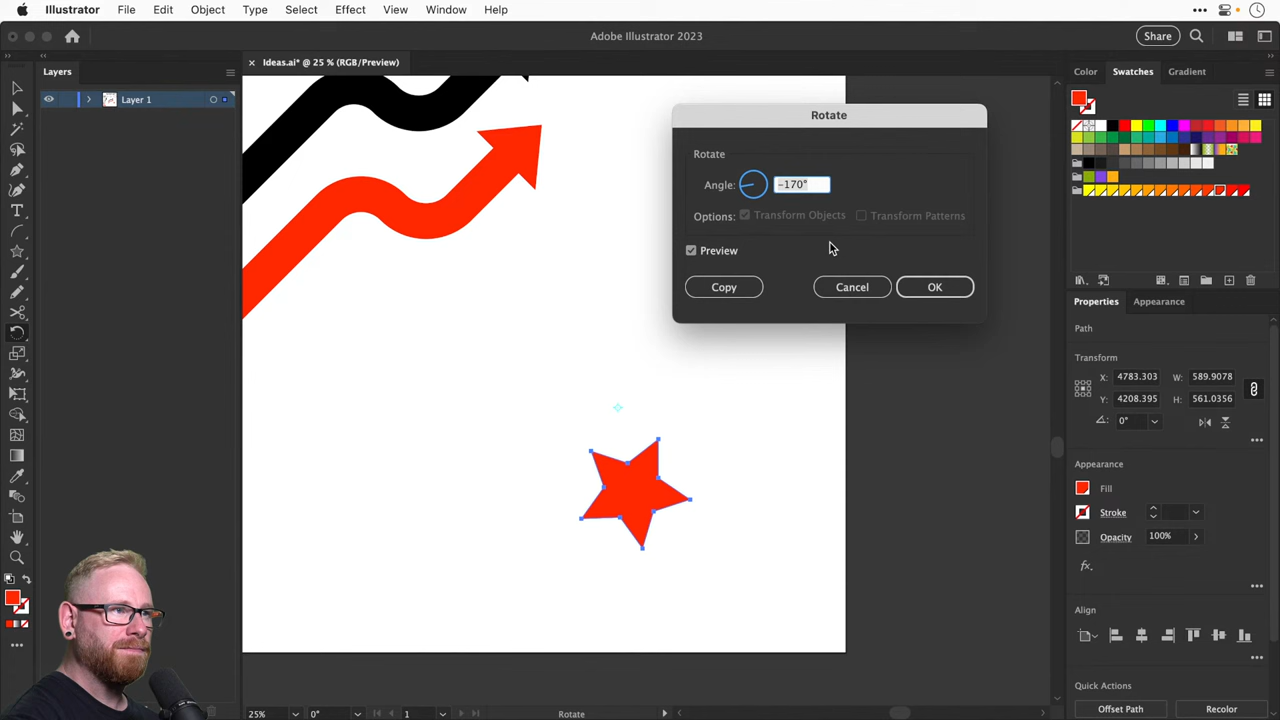 Illustrator File Edit Object Type Select Effect View Window Help
Adobe Illustrator 2023
Share
Layers
Ideas.ai* @ 25 % (RGB/Preview)
Color Swatches Gradient
Layer 1
Rotate
Rotate
Angle: -170°
Options: Transform Objects Transform Patterns
Preview
Copy Cancel OK
Properties Appearance
Path
Transform
X: 4783.303 W: 589.9078
Y: 4208.395 H: 561.0356
0°
Appearance
Fill
Stroke
Opacity 100%
fx.
Align
Quick Actions
Offset Path Recolor
25% 0° 1 Rotate